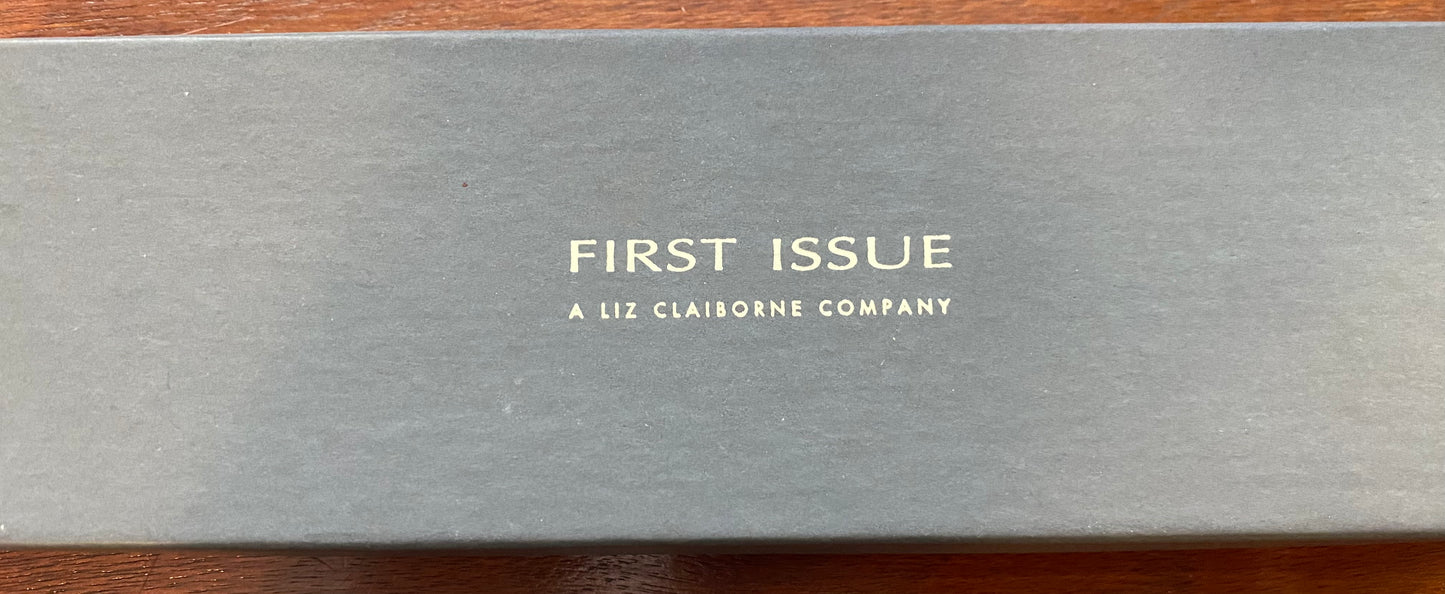 FIRST ISSUE
A LIZ CLAIBORNE COMPANY